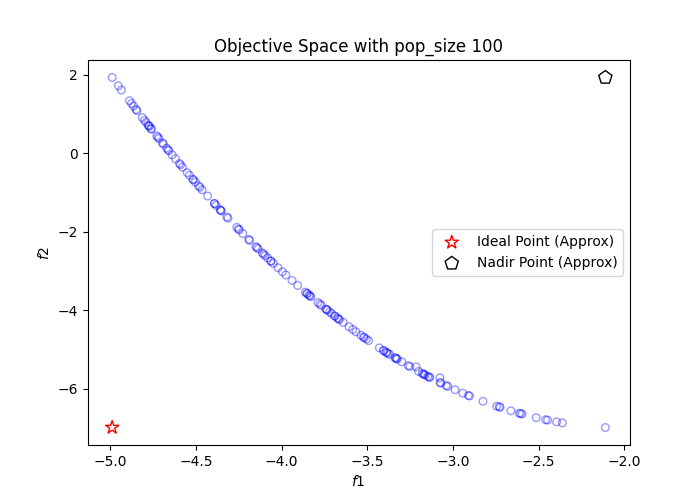 Objective Space with pop_size 100
2
0
−2
−4
−6
f2
Ideal Point (Approx)
Nadir Point (Approx)
−5.0
−4.5
−4.0
−3.5
−3.0
−2.5
−2.0
f1